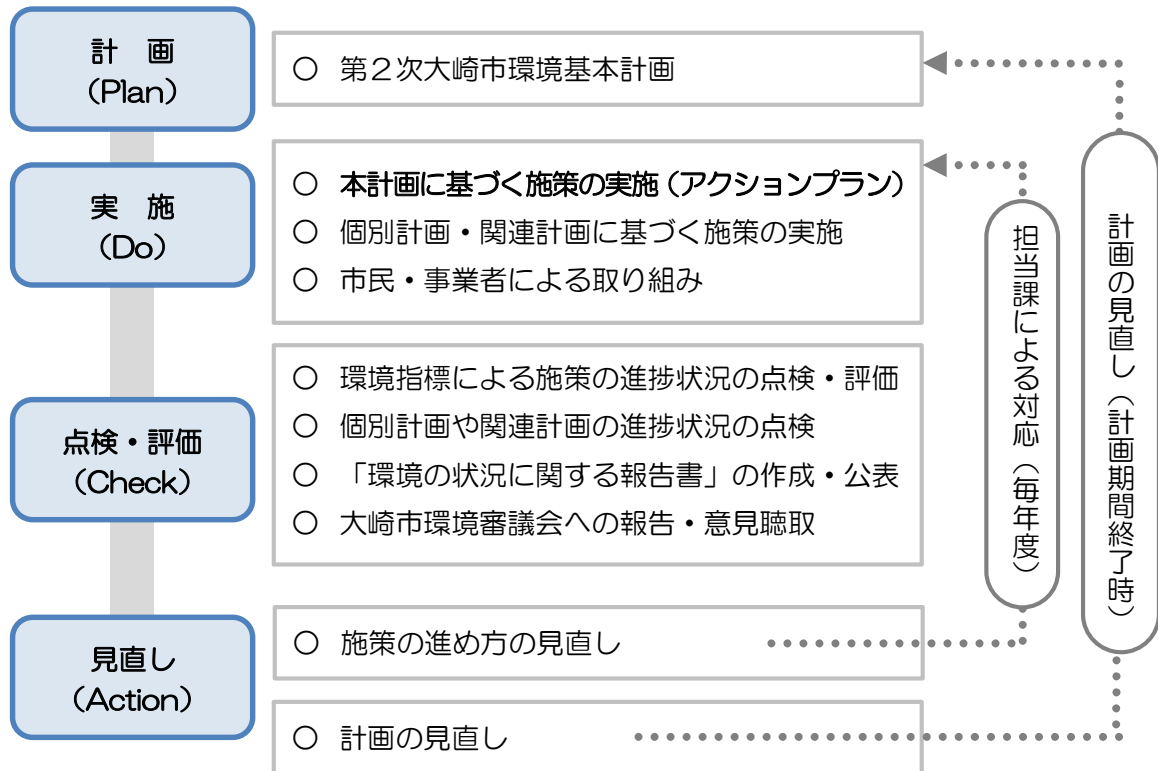 計 画
(Plan)
○ 第2次大崎市環境基本計画
実 施
(Do)
○ 本計画に基づく施策の実施(アクションプラン)
○ 個別計画・関連計画に基づく施策の実施
○ 市民・事業者による取り組み
点検・評価
(Check)
○ 環境指標による施策の進捗状況の点検・評価
○ 個別計画や関連計画の進捗状況の点検
○ 「環境の状況に関する報告書」の作成・公表
○ 大崎市環境審議会への報告・意見聴取
見直し
(Action)
○ 施策の進め方の見直し
○ 計画の見直し
担当課による対応(毎年度)
計画の見直し(計画期間終了時)